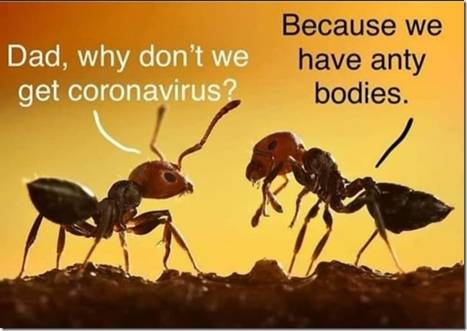 Dad, why don't we
get coronavirus?
Because we
have anty
bodies.